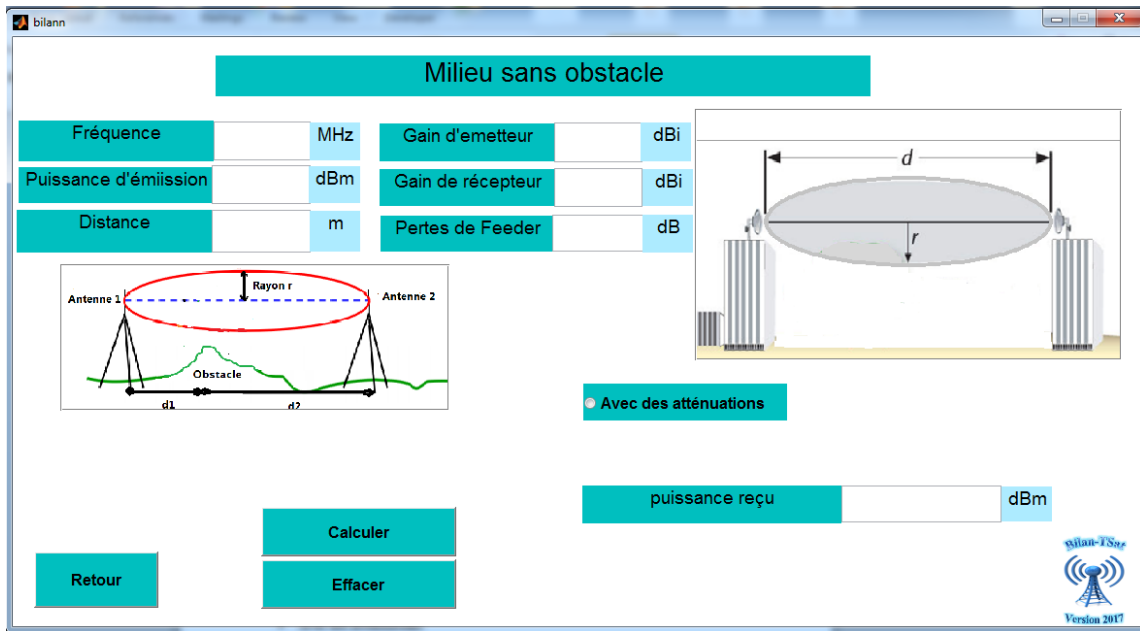 bilann
Milieu sans obstacle
Fréquence MHz
Gain d'emetteur dBi
Puissance d'émiission dBm
Gain de récepteur dBi
Distance m
Pertes de Feeder dB
d
r
Rayon r
Antenne 1
Antenne 2
Obstacle
d1 d2
Avec des atténuations
puissance reçu dBm
Calculer
Retour
Effacer
Bilan-TSat
Version 2017